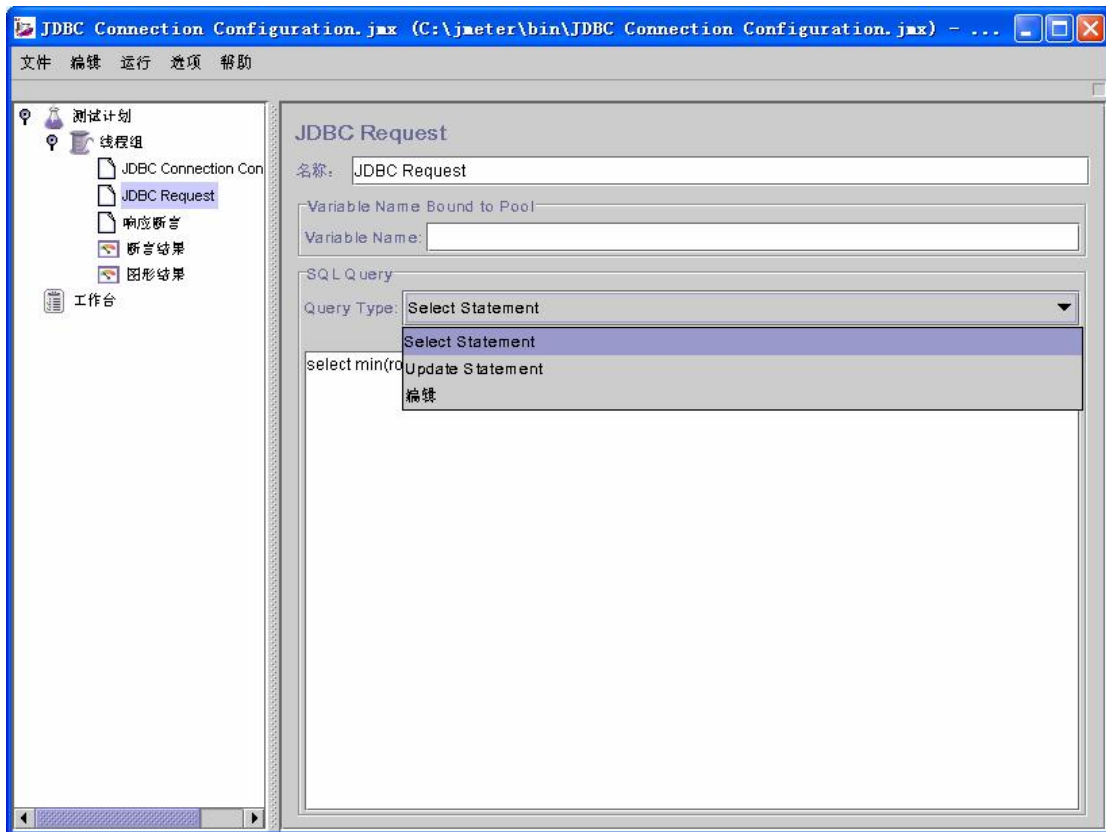 JDBC Connection Configuration.jmx (C:\jmeter\bin\JDBC Connection Configuration.jmx) - ...
文件 编辑 运行 选项 帮助
测试计划
线程组
JDBC Connection Con
JDBC Request
响应断言
断言结果
图形结果
工作台
JDBC Request
名称： JDBC Request
Variable Name Bound to Pool
Variable Name:
SQL Query
Query Type: Select Statement
Select Statement
select min(ro
Update Statement
编辑